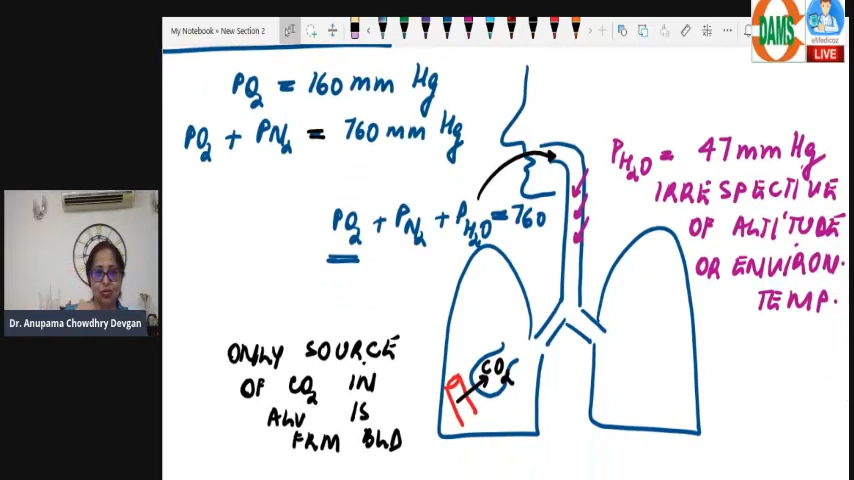 My Notebook » New Section 2
DAMS
eMedicoz
LIVE
PO2 = 160 mm Hg
PO2 + PN2 = 760 mm Hg
PO2 + PN2 + PH2O = 760
PH2O = 47 mm Hg
IRRESPECTIVE
OF ALTITUDE
OR ENVIRON.
TEMP.
Dr. Anupama Chowdhry Devgan
ONLY SOURCE
OF CO2 IN
ALV IS
FRM BLD
CO2